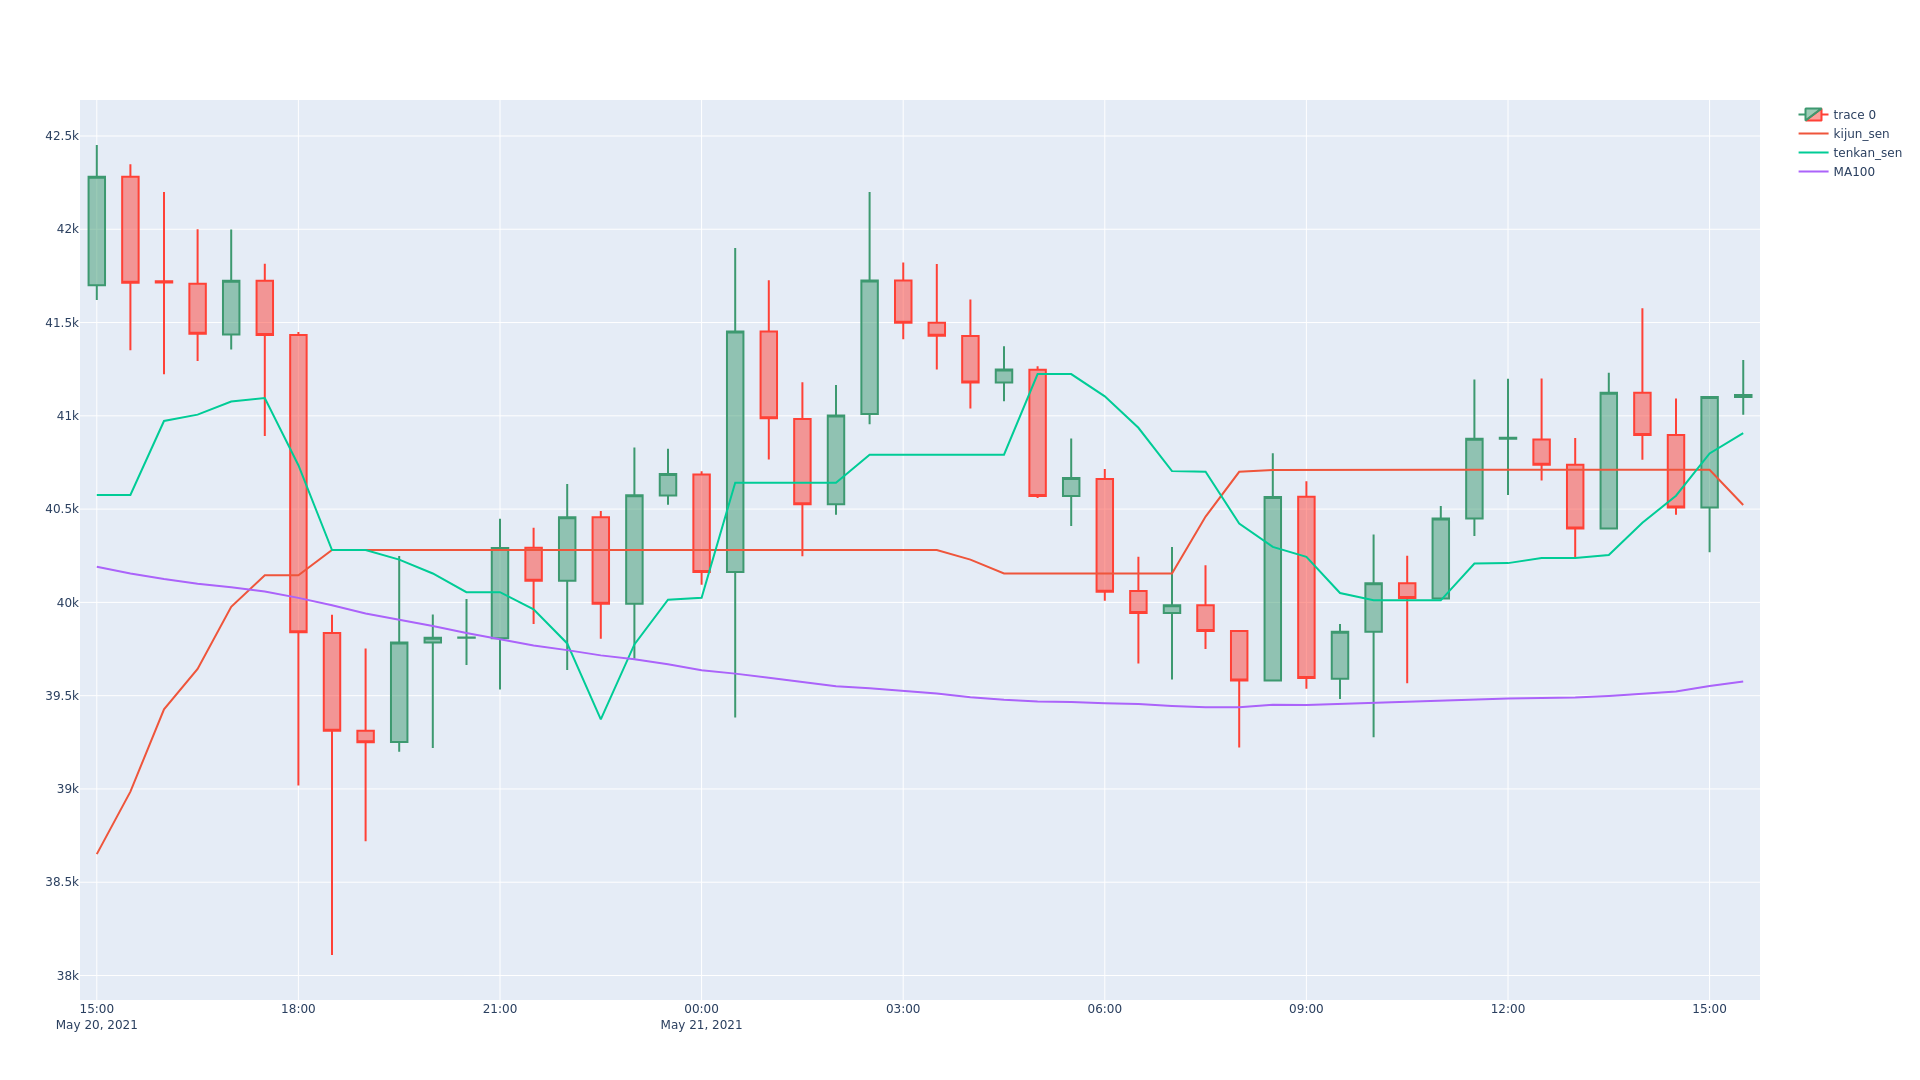 42.5k
42k
41.5k
41k
40.5k
40k
39.5k
39k
38.5k
38k
15:00
May 20, 2021
18:00
21:00
00:00
May 21, 2021
03:00
06:00
09:00
12:00
15:00
trace 0
kijun_sen
tenkan_sen
MA100